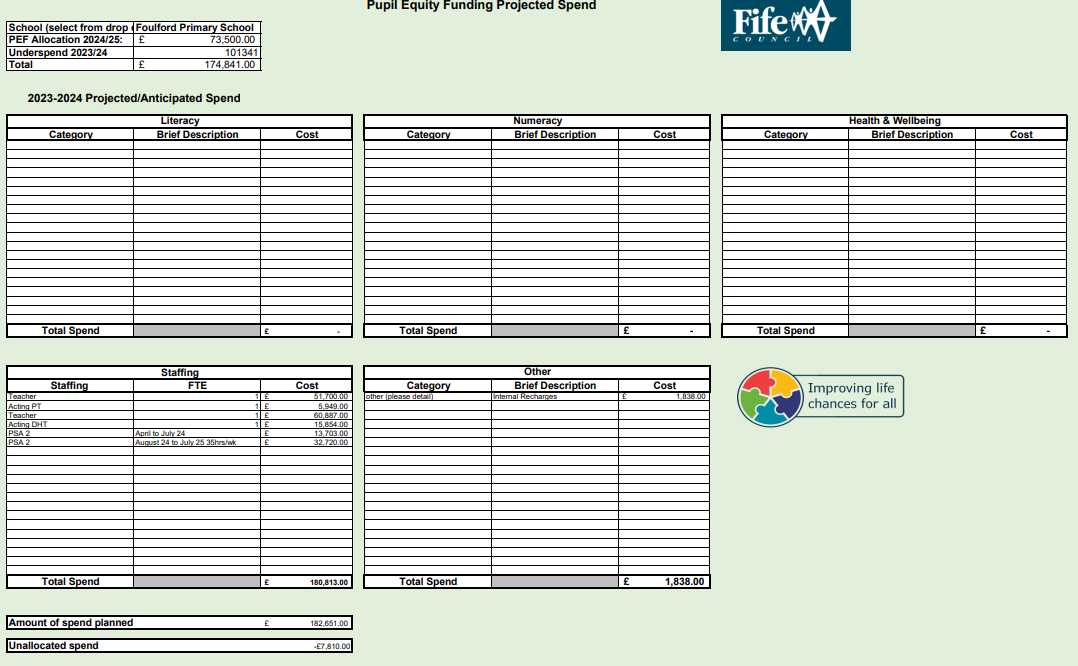 Pupil Equity Funding Projected Spend
Fife
COUNCIL
School (select from drop Foulford Primary School
PEF Allocation 2024/25: £ 73,500.00
Underspend 2023/24 101341
Total £ 174,841.00
2023-2024 Projected/Anticipated Spend
Literacy Numeracy Health & Wellbeing
Category Brief Description Cost Category Brief Description Cost Category Brief Description Cost
Total Spend £ - Total Spend £ - Total Spend £ -
Staffing Other
Staffing FTE Cost Category Brief Description Cost
Teacher 1 £ 51,700.00 other (please detail) Internal Recharges £ 1,838.00
Acting PT 1 £ 5,949.00
Teacher 1 £ 60,887.00
Acting DHT 1 £ 15,854.00
PSA 2 April to July 24 £ 13,703.00
PSA 2 August 24 to July 25 35hrs/wk £ 32,720.00
Total Spend £ 180,813.00 Total Spend £ 1,838.00
Improving life
chances for all
Amount of spend planned £ 182,651.00
Unallocated spend -£7,810.00